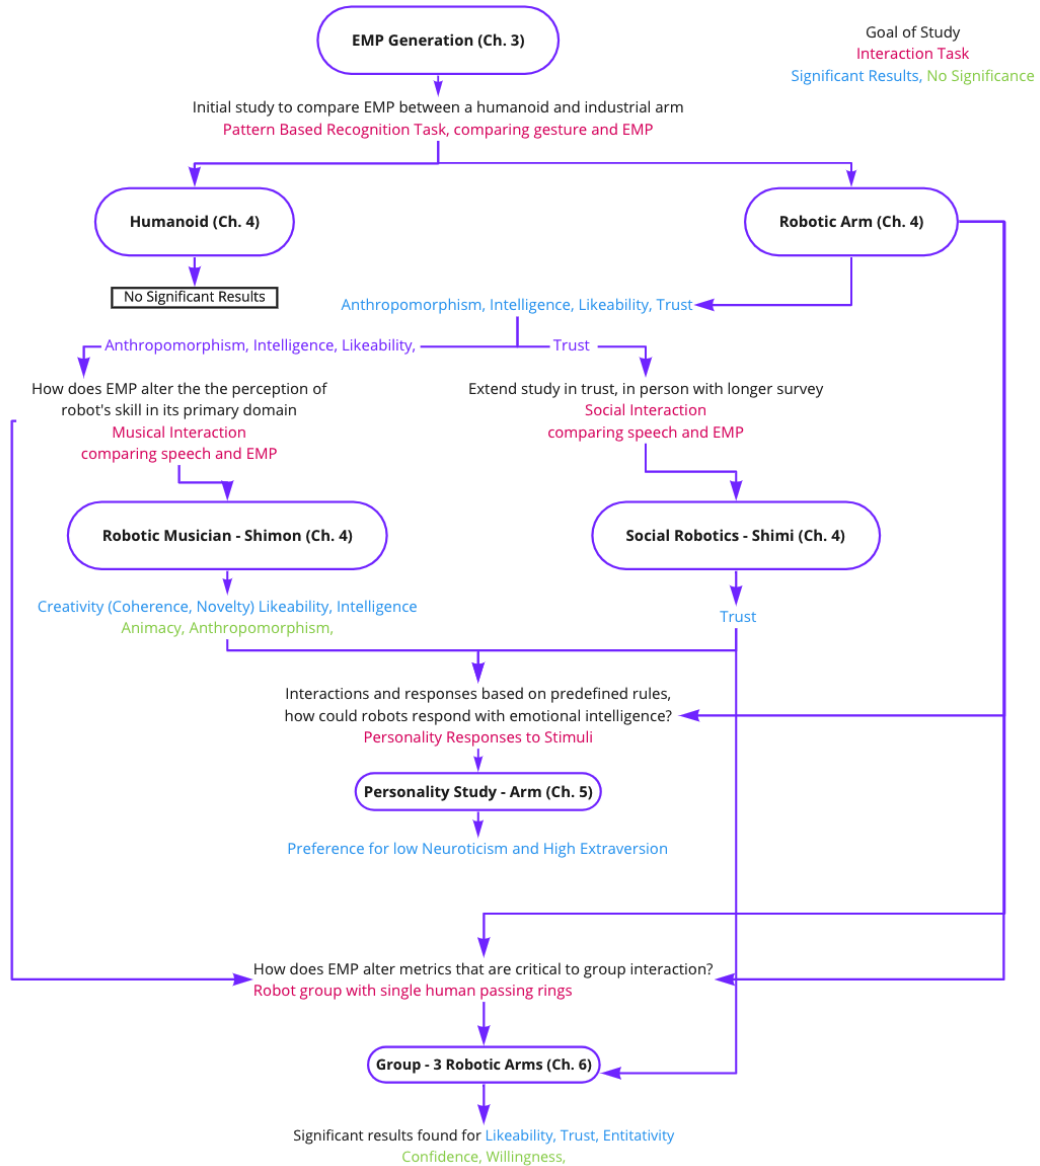 EMP Generation (Ch. 3)
Goal of Study
Interaction Task
Significant Results, No Significance
Initial study to compare EMP between a humanoid and industrial arm
Pattern Based Recognition Task, comparing gesture and EMP
Humanoid (Ch. 4)
Robotic Arm (Ch. 4)
No Significant Results
Anthropomorphism, Intelligence, Likeability, Trust
Anthropomorphism, Intelligence, Likeability,
Trust
How does EMP alter the the perception of
robot's skill in its primary domain
Musical Interaction
comparing speech and EMP
Extend study in trust, in person with longer survey
Social Interaction
comparing speech and EMP
Robotic Musician - Shimon (Ch. 4)
Social Robotics - Shimi (Ch. 4)
Creativity (Coherence, Novelty) Likeability, Intelligence
Animacy, Anthropomorphism,
Trust
Interactions and responses based on predefined rules,
how could robots respond with emotional intelligence?
Personality Responses to Stimuli
Personality Study - Arm (Ch. 5)
Preference for low Neuroticism and High Extraversion
How does EMP alter metrics that are critical to group interaction?
Robot group with single human passing rings
Group - 3 Robotic Arms (Ch. 6)
Significant results found for Likeability, Trust, Entitativity
Confidence, Willingness,